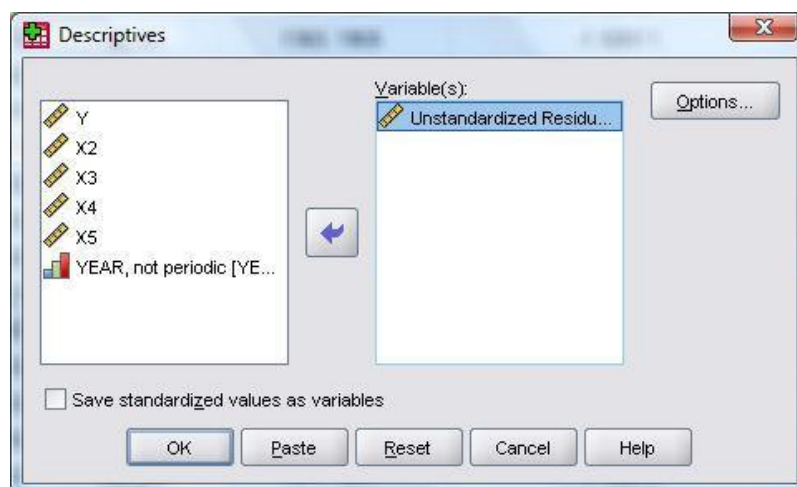 Descriptives
Variable(s):
Y
X2
X3
X4
X5
YEAR, not periodic [YE...
Unstandardized Residu...
Options...
Save standardized values as variables
OK
Paste
Reset
Cancel
Help